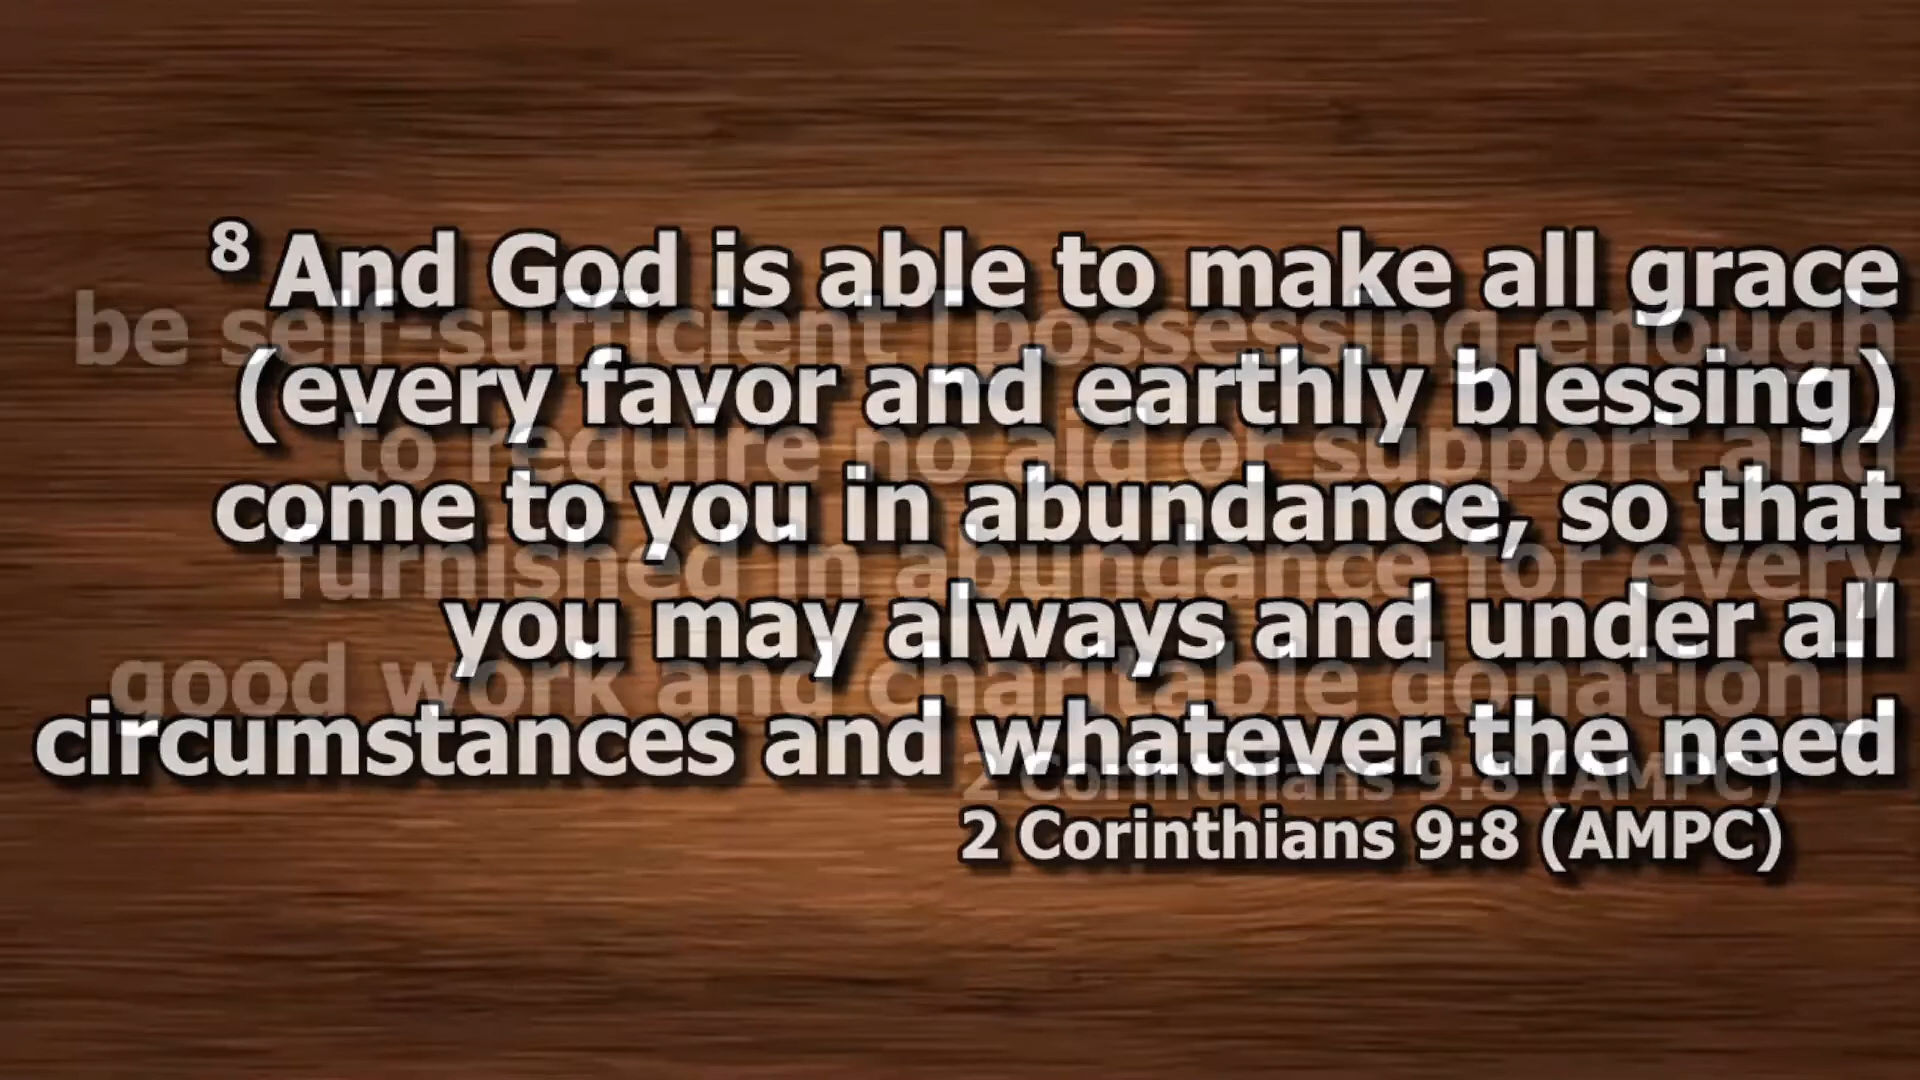 8 And God is able to make all grace
(every favor and earthly blessing)
come to you in abundance, so that
you may always and under all
circumstances and whatever the need
2 Corinthians 9:8 (AMPC)
be self-sufficient [possessing enough
to require no aid or support and
furnished in abundance for every
good work and charitable donation].
2 Corinthians 9:8 (AMPC)